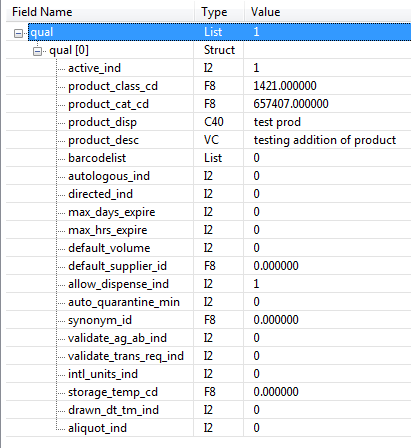 Field Name Type Value
qual List 1
qual [0] Struct
active_ind I2 1
product_class_cd F8 1421.000000
product_cat_cd F8 657407.000000
product_disp C40 test prod
product_desc VC testing addition of product
barcodelist List 0
autologous_ind I2 0
directed_ind I2 0
max_days_expire I2 0
max_hrs_expire I2 0
default_volume I2 0
default_supplier_id F8 0.000000
allow_dispense_ind I2 1
auto_quarantine_min I2 0
synonym_id F8 0.000000
validate_ag_ab_ind I2 0
validate_trans_req_ind I2 0
intl_units_ind I2 0
storage_temp_cd F8 0.000000
drawn_dt_tm_ind I2 0
aliquot_ind I2 0